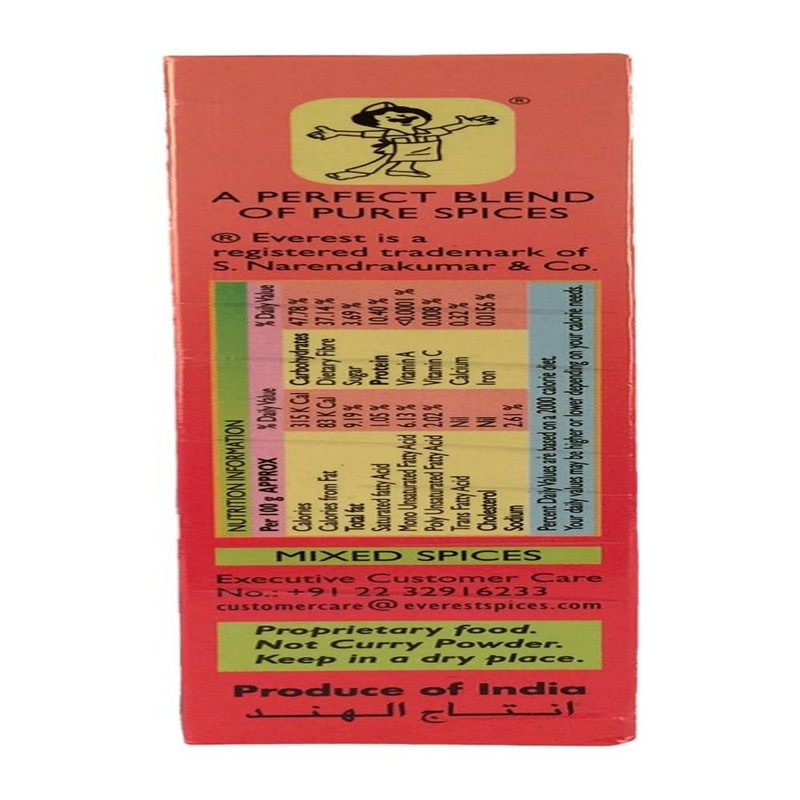 ®
A PERFECT BLEND
OF PURE SPICES
® Everest is a
registered trademark of
S. Narendrakumar & Co.
NUTRITION INFORMATION
Per 100 g APPROX % Daily Value % Daily Value
Calories 315 K Cal Carbohydrates 47.78 %
Calories from Fat 83 K Cal Dietary Fibre 37.14 %
Total fat 9.19 % Sugar 3.69 %
Saturated fatty Acid 1.05 % Protein 10.40 %
Mono Unsaturated Fatty Acid 6.13 % Vitamin A <0.0001 %
Poly Unsaturated Fatty Acid 2.02 % Vitamin C 0.008 %
Trans Fatty Acid Nil Calcium 0.32 %
Cholesterol Nil Iron 0.0156 %
Sodium 2.61 %
Percent Daily Values are based on a 2000 calorie diet.
Your daily values may be higher or lower depending on your calorie needs.
MIXED SPICES
Executive Customer Care
No.: +91 22 32916233
customercare@everestspices.com
Proprietary food.
Not Curry Powder.
Keep in a dry place.
Produce of India
انتاج الهند